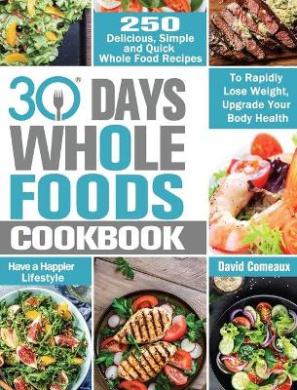 250
Delicious, Simple
and Quick
Whole Food Recipes
To Rapidly
Lose Weight,
Upgrade Your
Body Health
30 DAYS
WHOLE
FOODS
COOKBOOK
Have a Happier
Lifestyle
David Comeaux